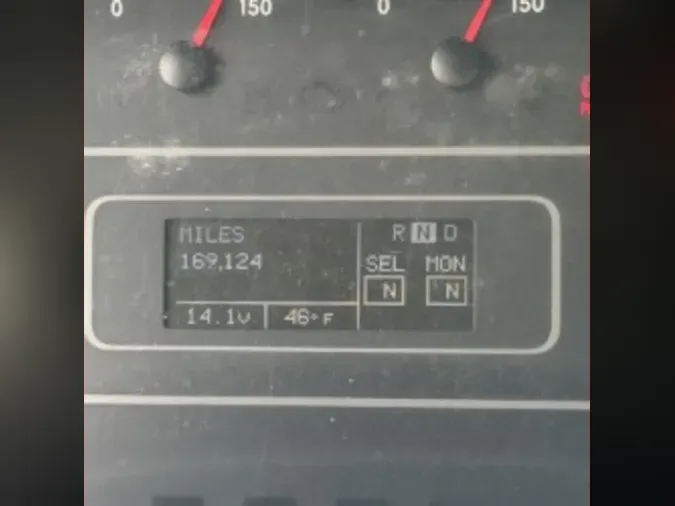 0 150 0 150
MILES
169,124
R N D
SEL MON
N N
14.1V 46°F